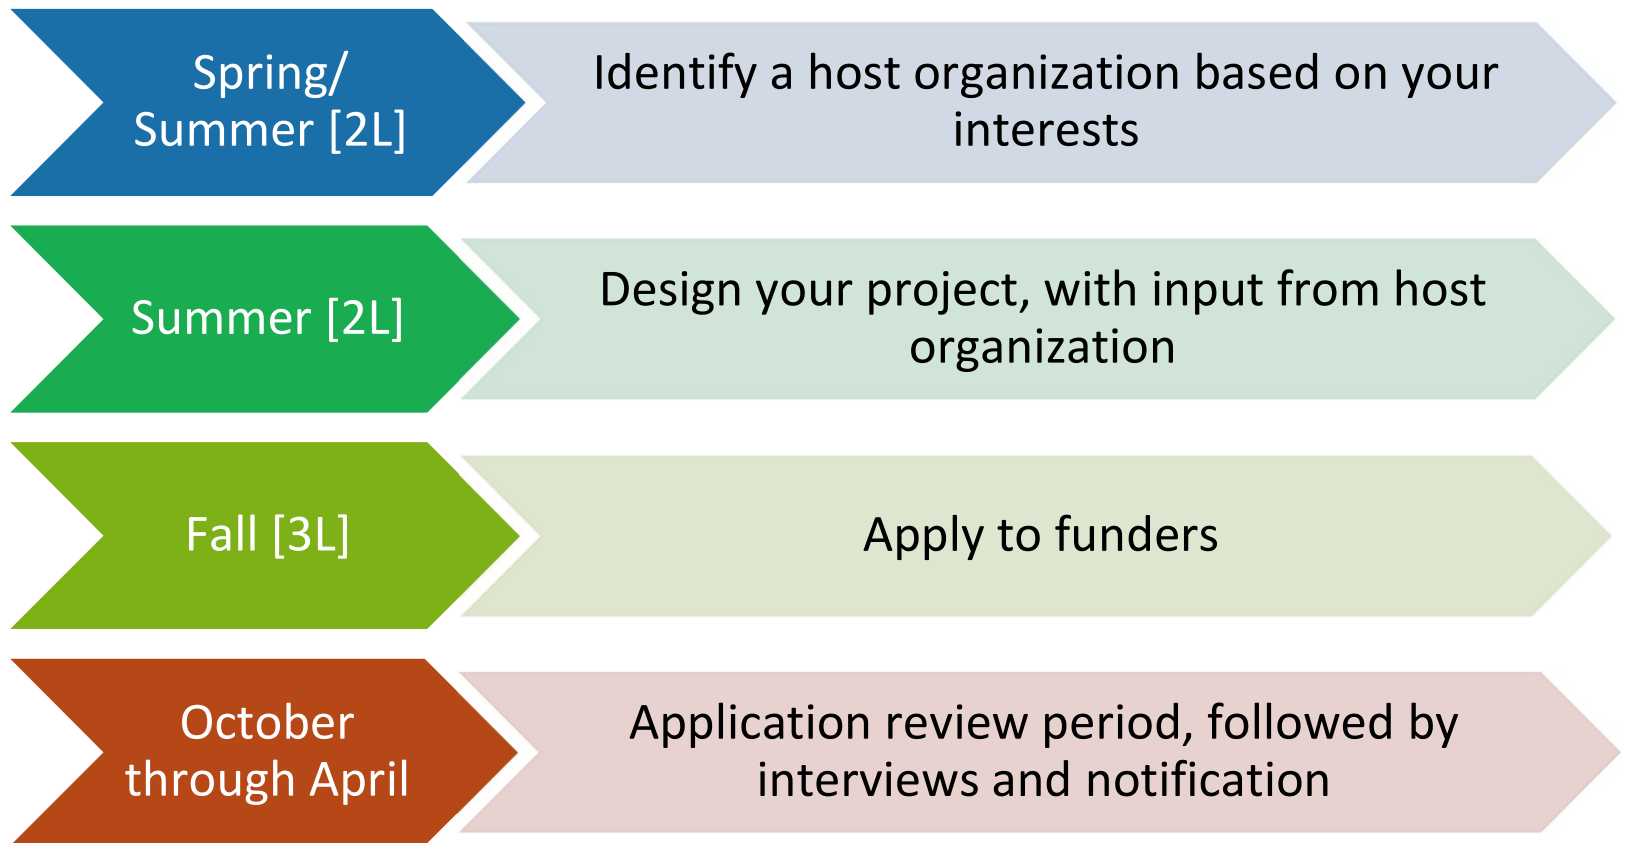 Spring/
Summer [2L]
Identify a host organization based on your
interests
Summer [2L]
Design your project, with input from host
organization
Fall [3L]
Apply to funders
October
through April
Application review period, followed by
interviews and notification